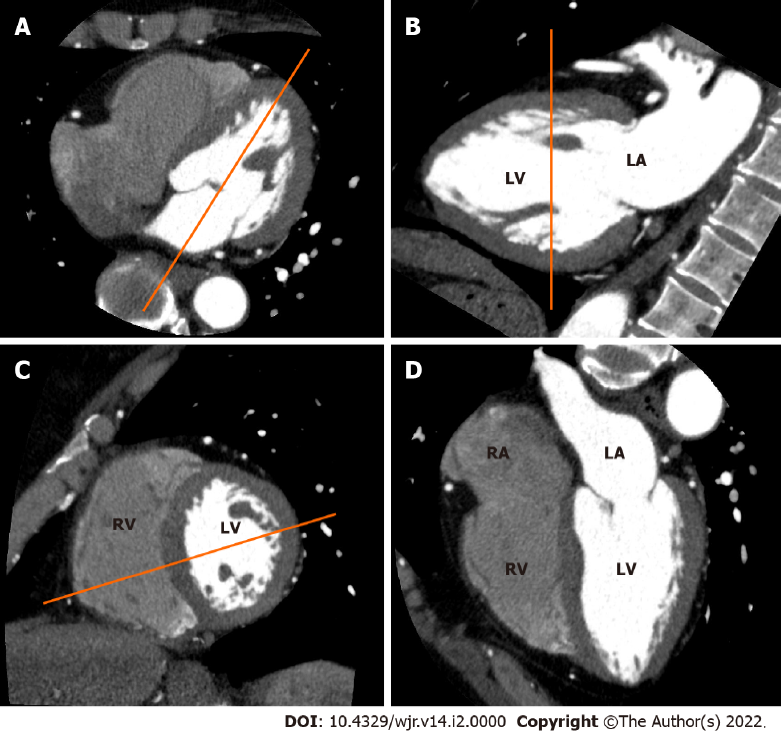 A
B
LV
LA
C
RV
LV
D
RA
LA
RV
LV
DOI: 10.4329/wjr.v14.i2.0000 Copyright ©The Author(s) 2022.